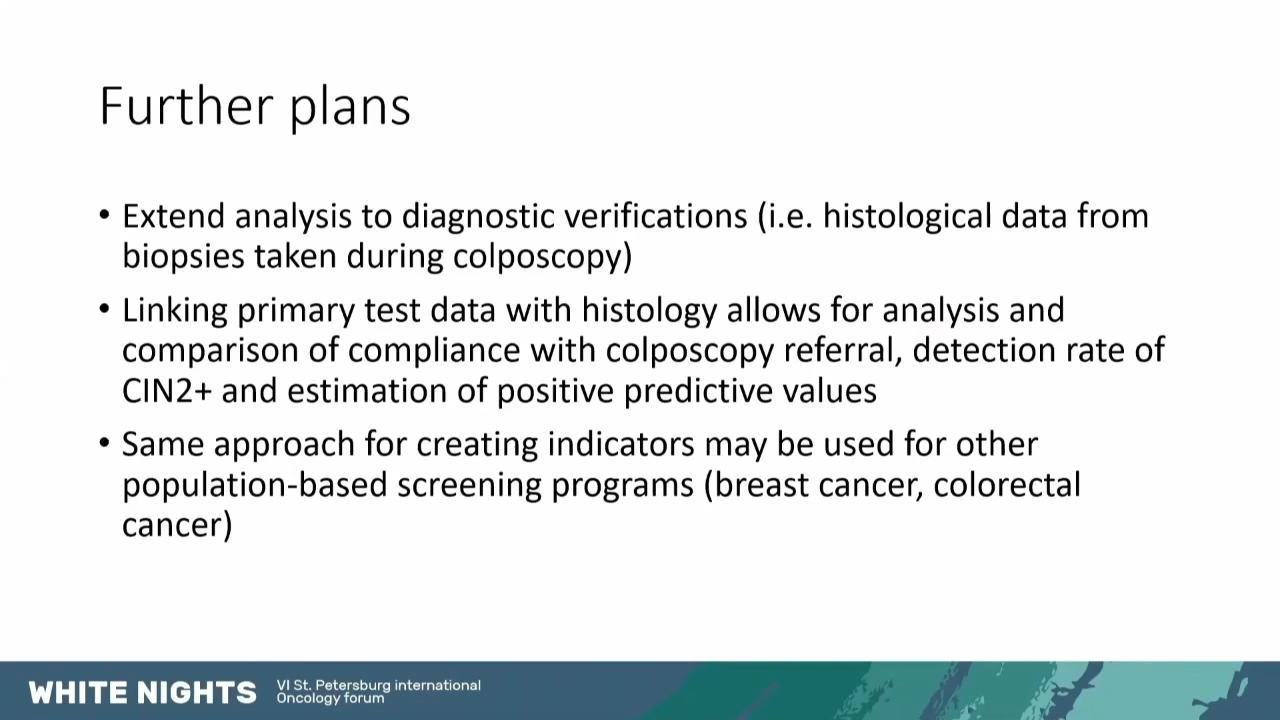 Further plans
• Extend analysis to diagnostic verifications (i.e. histological data from
biopsies taken during colposcopy)
• Linking primary test data with histology allows for analysis and
comparison of compliance with colposcopy referral, detection rate of
CIN2+ and estimation of positive predictive values
• Same approach for creating indicators may be used for other
population-based screening programs (breast cancer, colorectal
cancer)
WHITE NIGHTS
VI St. Petersburg international
Oncology forum